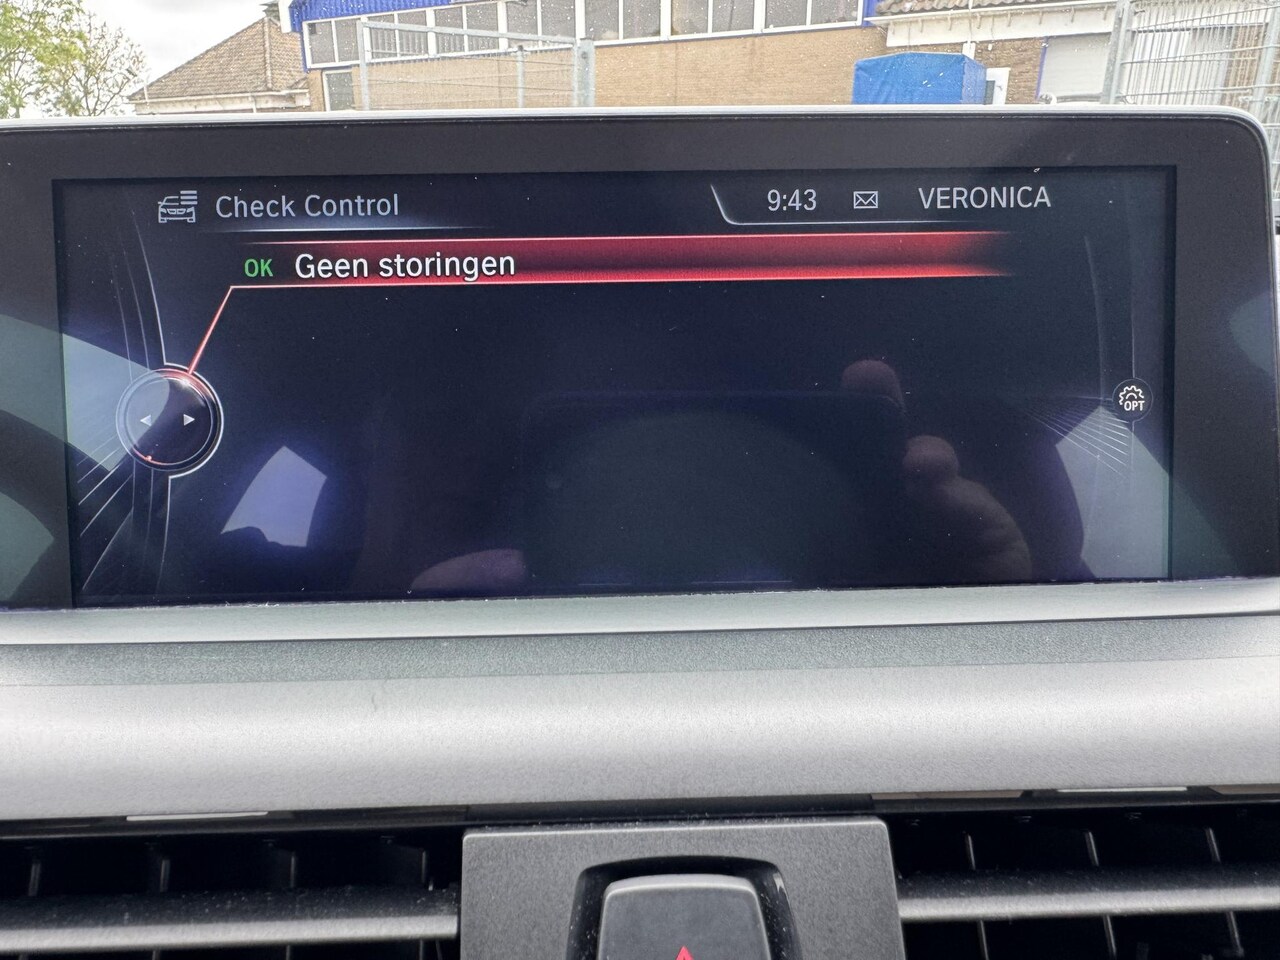 Check Control
9:43 VERONICA
OK Geen storingen
OPT